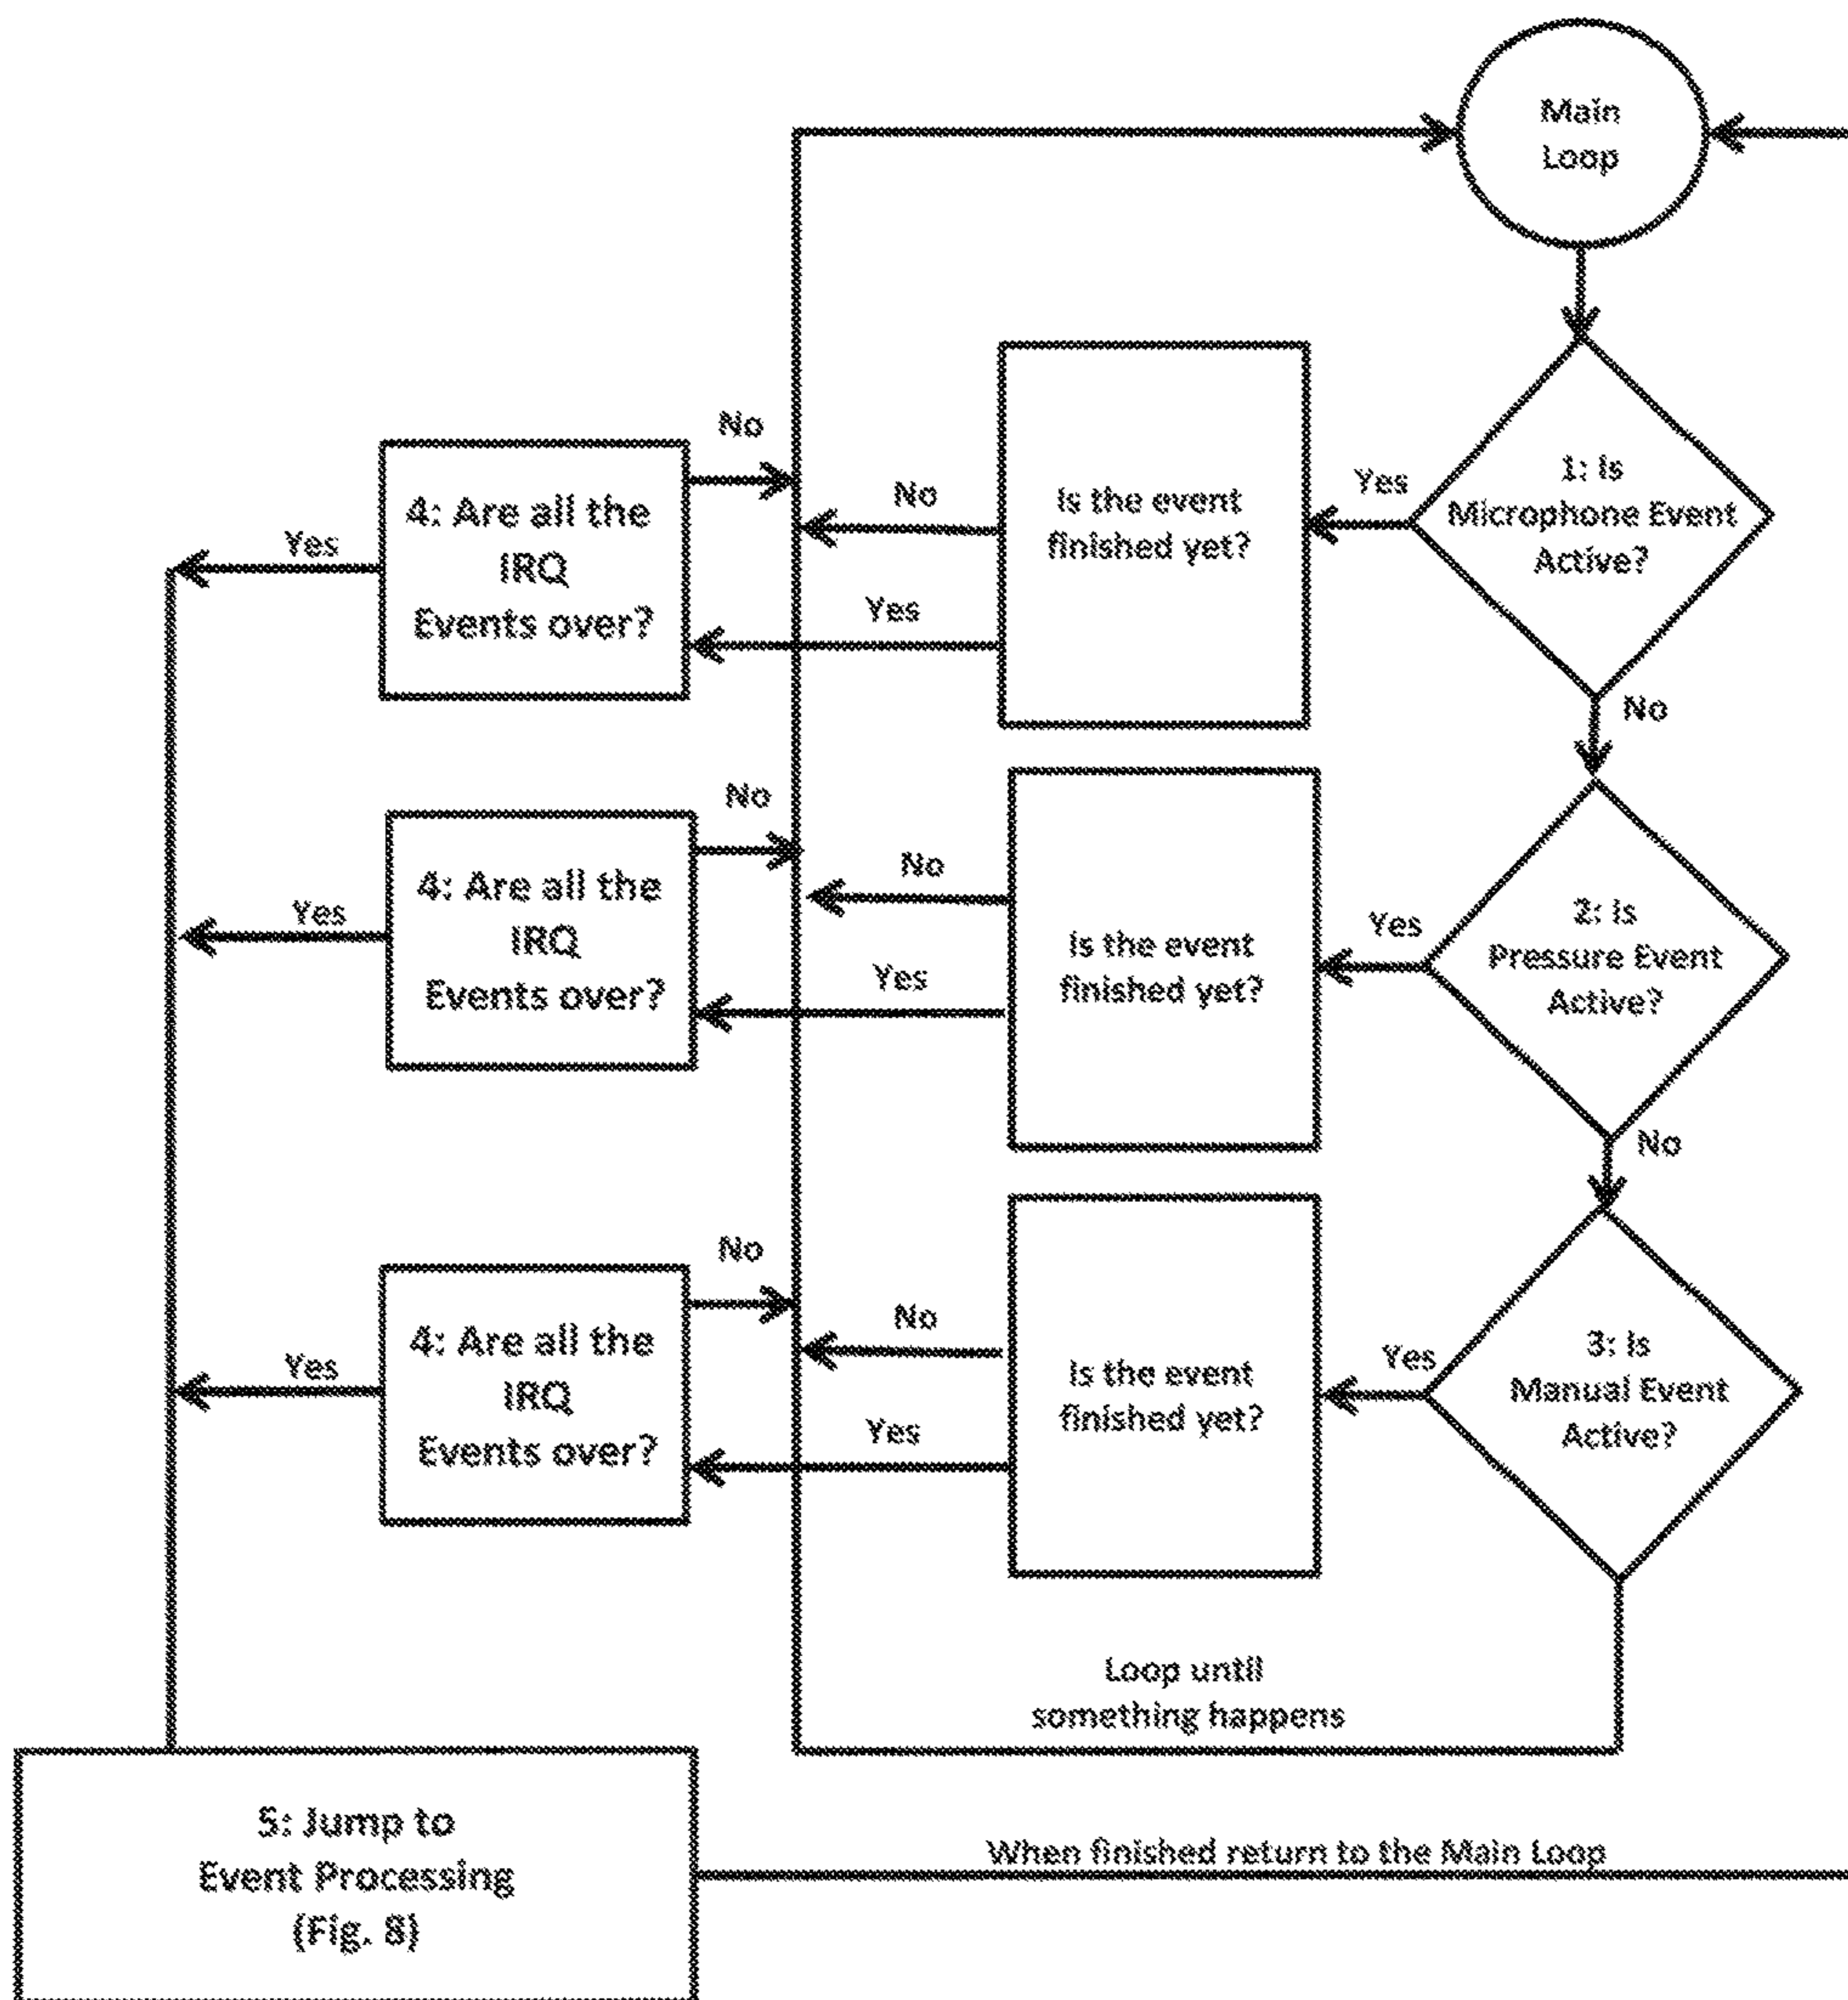 Main
Loop
1: Is
Microphone Event
Active?
Yes
No
Is the event
finished yet?
No
Yes
4: Are all the
IRQ
Events over?
No
Yes
2: Is
Pressure Event
Active?
Yes
No
Is the event
finished yet?
No
Yes
4: Are all the
IRQ
Events over?
No
Yes
3: Is
Manual Event
Active?
Yes
Is the event
finished yet?
No
Yes
4: Are all the
IRQ
Events over?
No
Yes
Loop until
something happens
5: Jump to
Event Processing
(Fig. 8)
When finished return to the Main Loop